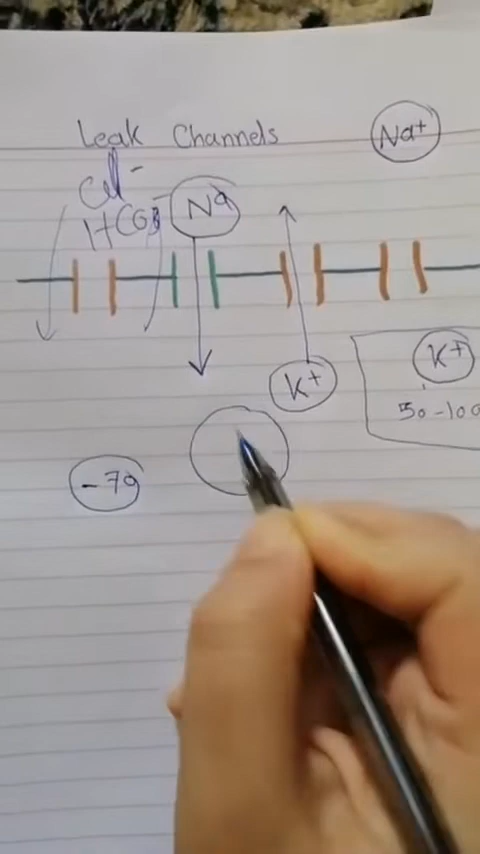 Leak Channels
Na+
Cl-
HCO3-
Na
K+
K+
50-100
-70